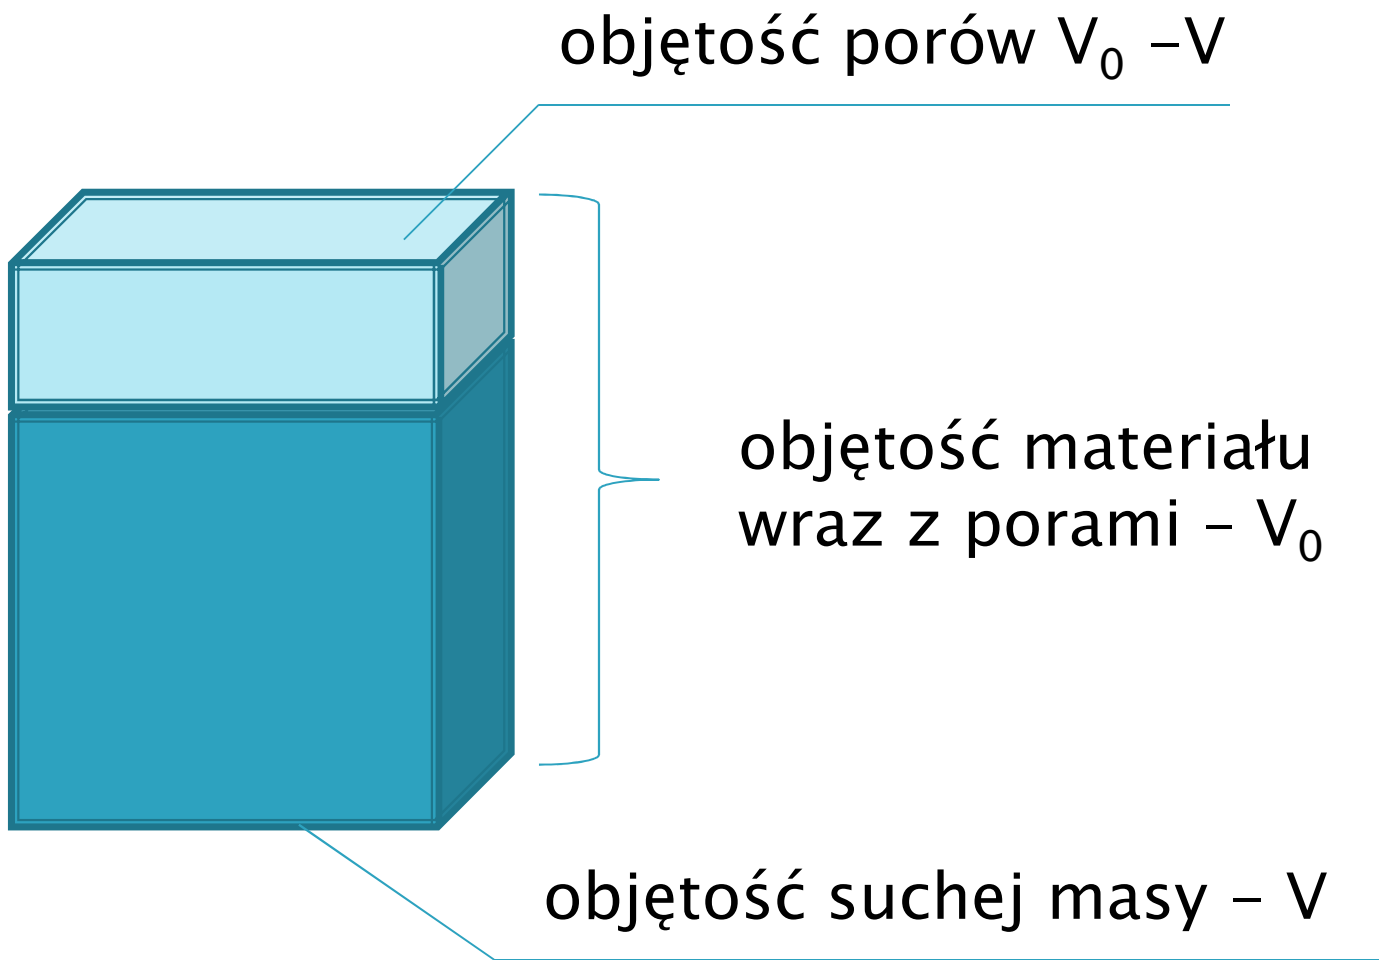 objętość porów V₀ –V
objętość materiału
wraz z porami – V₀
objętość suchej masy – V